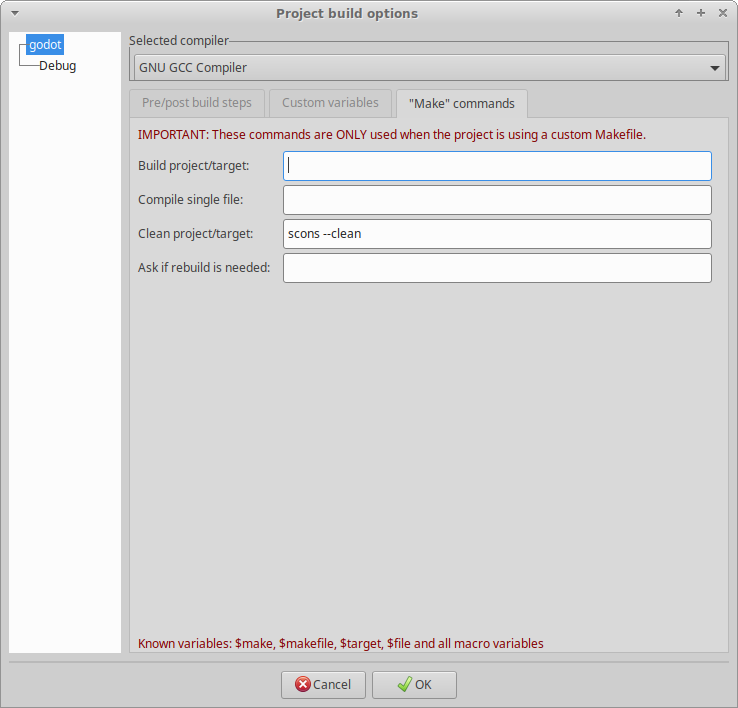 Project build options
godot
Debug
Selected compiler
GNU GCC Compiler
Pre/post build steps
Custom variables
"Make" commands
IMPORTANT: These commands are ONLY used when the project is using a custom Makefile.
Build project/target:
Compile single file:
Clean project/target: scons --clean
Ask if rebuild is needed:
Known variables: $make, $makefile, $target, $file and all macro variables
Cancel
OK